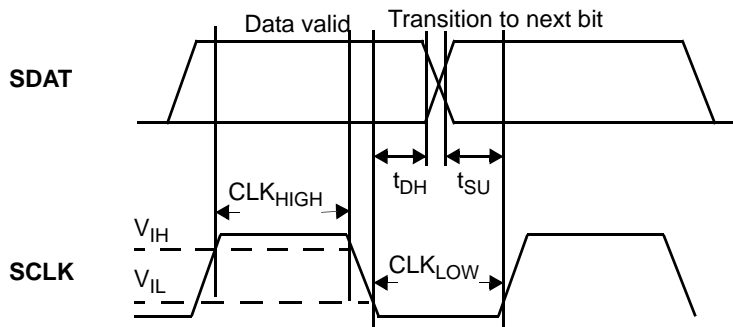 Data valid
Transition to next bit
SDAT
tDH
tSU
CLKHIGH
VIH
SCLK
VIL
CLKLOW